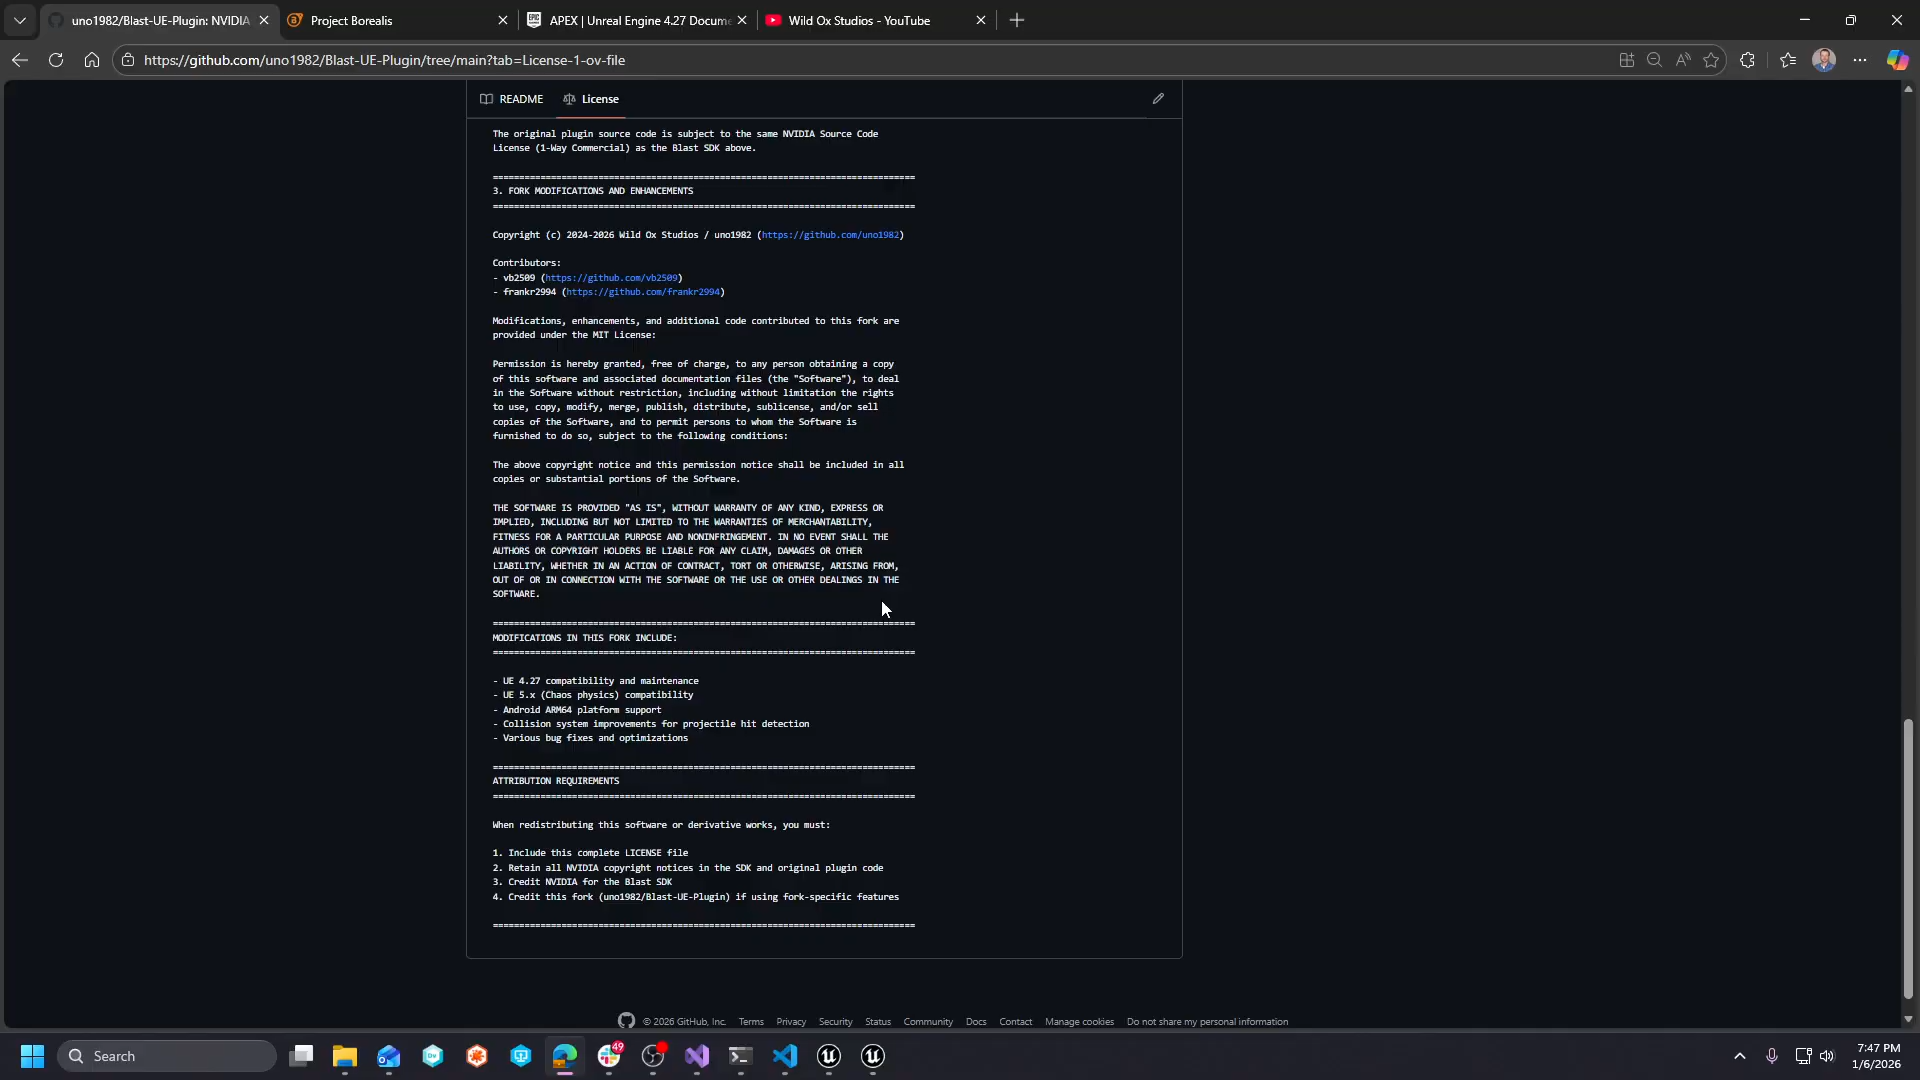 uno1982/Blast-UE-Plugin: NVIDIA
Project Borealis
APEX | Unreal Engine 4.27 Docume
Wild Ox Studios - YouTube
https://github.com/uno1982/Blast-UE-Plugin/tree/main?tab=License-1-ov-file
README
License
The original plugin source code is subject to the same NVIDIA Source Code
License (1-Way Commercial) as the Blast SDK above.
================================================================================
3. FORK MODIFICATIONS AND ENHANCEMENTS
================================================================================
Copyright (c) 2024-2026 Wild Ox Studios / uno1982 (https://github.com/uno1982)
Contributors:
- vb2509 (https://github.com/vb2509)
- frankr2994 (https://github.com/frankr2994)
Modifications, enhancements, and additional code contributed to this fork are
provided under the MIT License:
Permission is hereby granted, free of charge, to any person obtaining a copy
of this software and associated documentation files (the "Software"), to deal
in the Software without restriction, including without limitation the rights
to use, copy, modify, merge, publish, distribute, sublicense, and/or sell
copies of the Software, and to permit persons to whom the Software is
furnished to do so, subject to the following conditions:
The above copyright notice and this permission notice shall be included in all
copies or substantial portions of the Software.
THE SOFTWARE IS PROVIDED "AS IS", WITHOUT WARRANTY OF ANY KIND, EXPRESS OR
IMPLIED, INCLUDING BUT NOT LIMITED TO THE WARRANTIES OF MERCHANTABILITY,
FITNESS FOR A PARTICULAR PURPOSE AND NONINFRINGEMENT. IN NO EVENT SHALL THE
AUTHORS OR COPYRIGHT HOLDERS BE LIABLE FOR ANY CLAIM, DAMAGES OR OTHER
LIABILITY, WHETHER IN AN ACTION OF CONTRACT, TORT OR OTHERWISE, ARISING FROM,
OUT OF OR IN CONNECTION WITH THE SOFTWARE OR THE USE OR OTHER DEALINGS IN THE
SOFTWARE.
================================================================================
MODIFICATIONS IN THIS FORK INCLUDE:
================================================================================
- UE 4.27 compatibility and maintenance
- UE 5.x (Chaos physics) compatibility
- Android ARM64 platform support
- Collision system improvements for projectile hit detection
- Various bug fixes and optimizations
================================================================================
ATTRIBUTION REQUIREMENTS
================================================================================
When redistributing this software or derivative works, you must:
1. Include this complete LICENSE file
2. Retain all NVIDIA copyright notices in the SDK and original plugin code
3. Credit NVIDIA for the Blast SDK
4. Credit this fork (uno1982/Blast-UE-Plugin) if using fork-specific features
================================================================================
© 2026 GitHub, Inc. Terms Privacy Security Status Community Docs Contact Manage cookies Do not share my personal information
Search
49
7:47 PM
1/6/2026